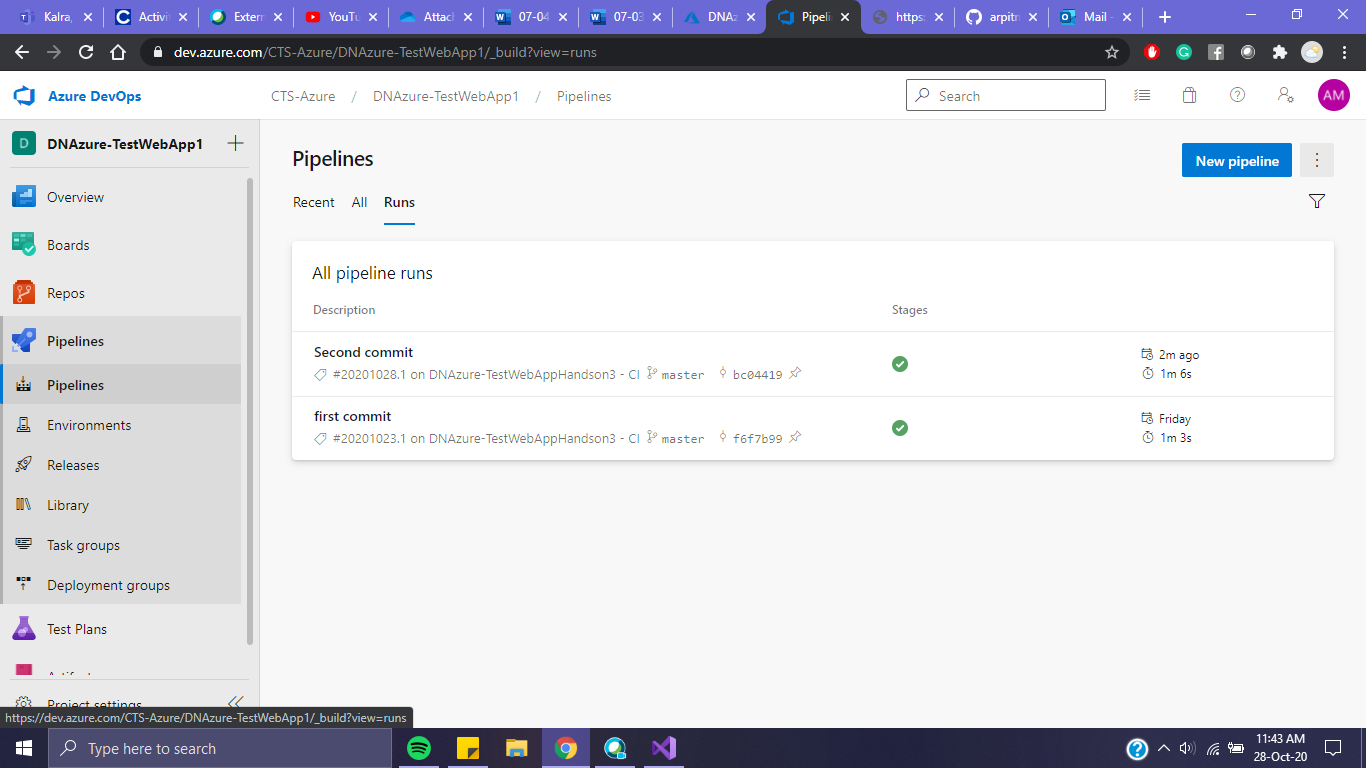 Kalra,
Activi
Extern
YouTu
Attach
07-04
07-03
DNAz
Pipeli
https:
arpitm
Mail -
dev.azure.com/CTS-Azure/DNAzure-TestWebApp1/_build?view=runs
Azure DevOps
CTS-Azure / DNAzure-TestWebApp1 / Pipelines
Search
AM
D DNAzure-TestWebApp1
Overview
Boards
Repos
Pipelines
Pipelines
Environments
Releases
Library
Task groups
Deployment groups
Test Plans
Project settings
Pipelines
New pipeline
Recent All Runs
All pipeline runs
Description Stages
Second commit
#20201028.1 on DNAzure-TestWebAppHandson3 - CI master bc04419
2m ago
1m 6s
first commit
#20201023.1 on DNAzure-TestWebAppHandson3 - CI master f6f7b99
Friday
1m 3s
https://dev.azure.com/CTS-Azure/DNAzure-TestWebApp1/_build?view=runs
Type here to search
11:43 AM
28-Oct-20